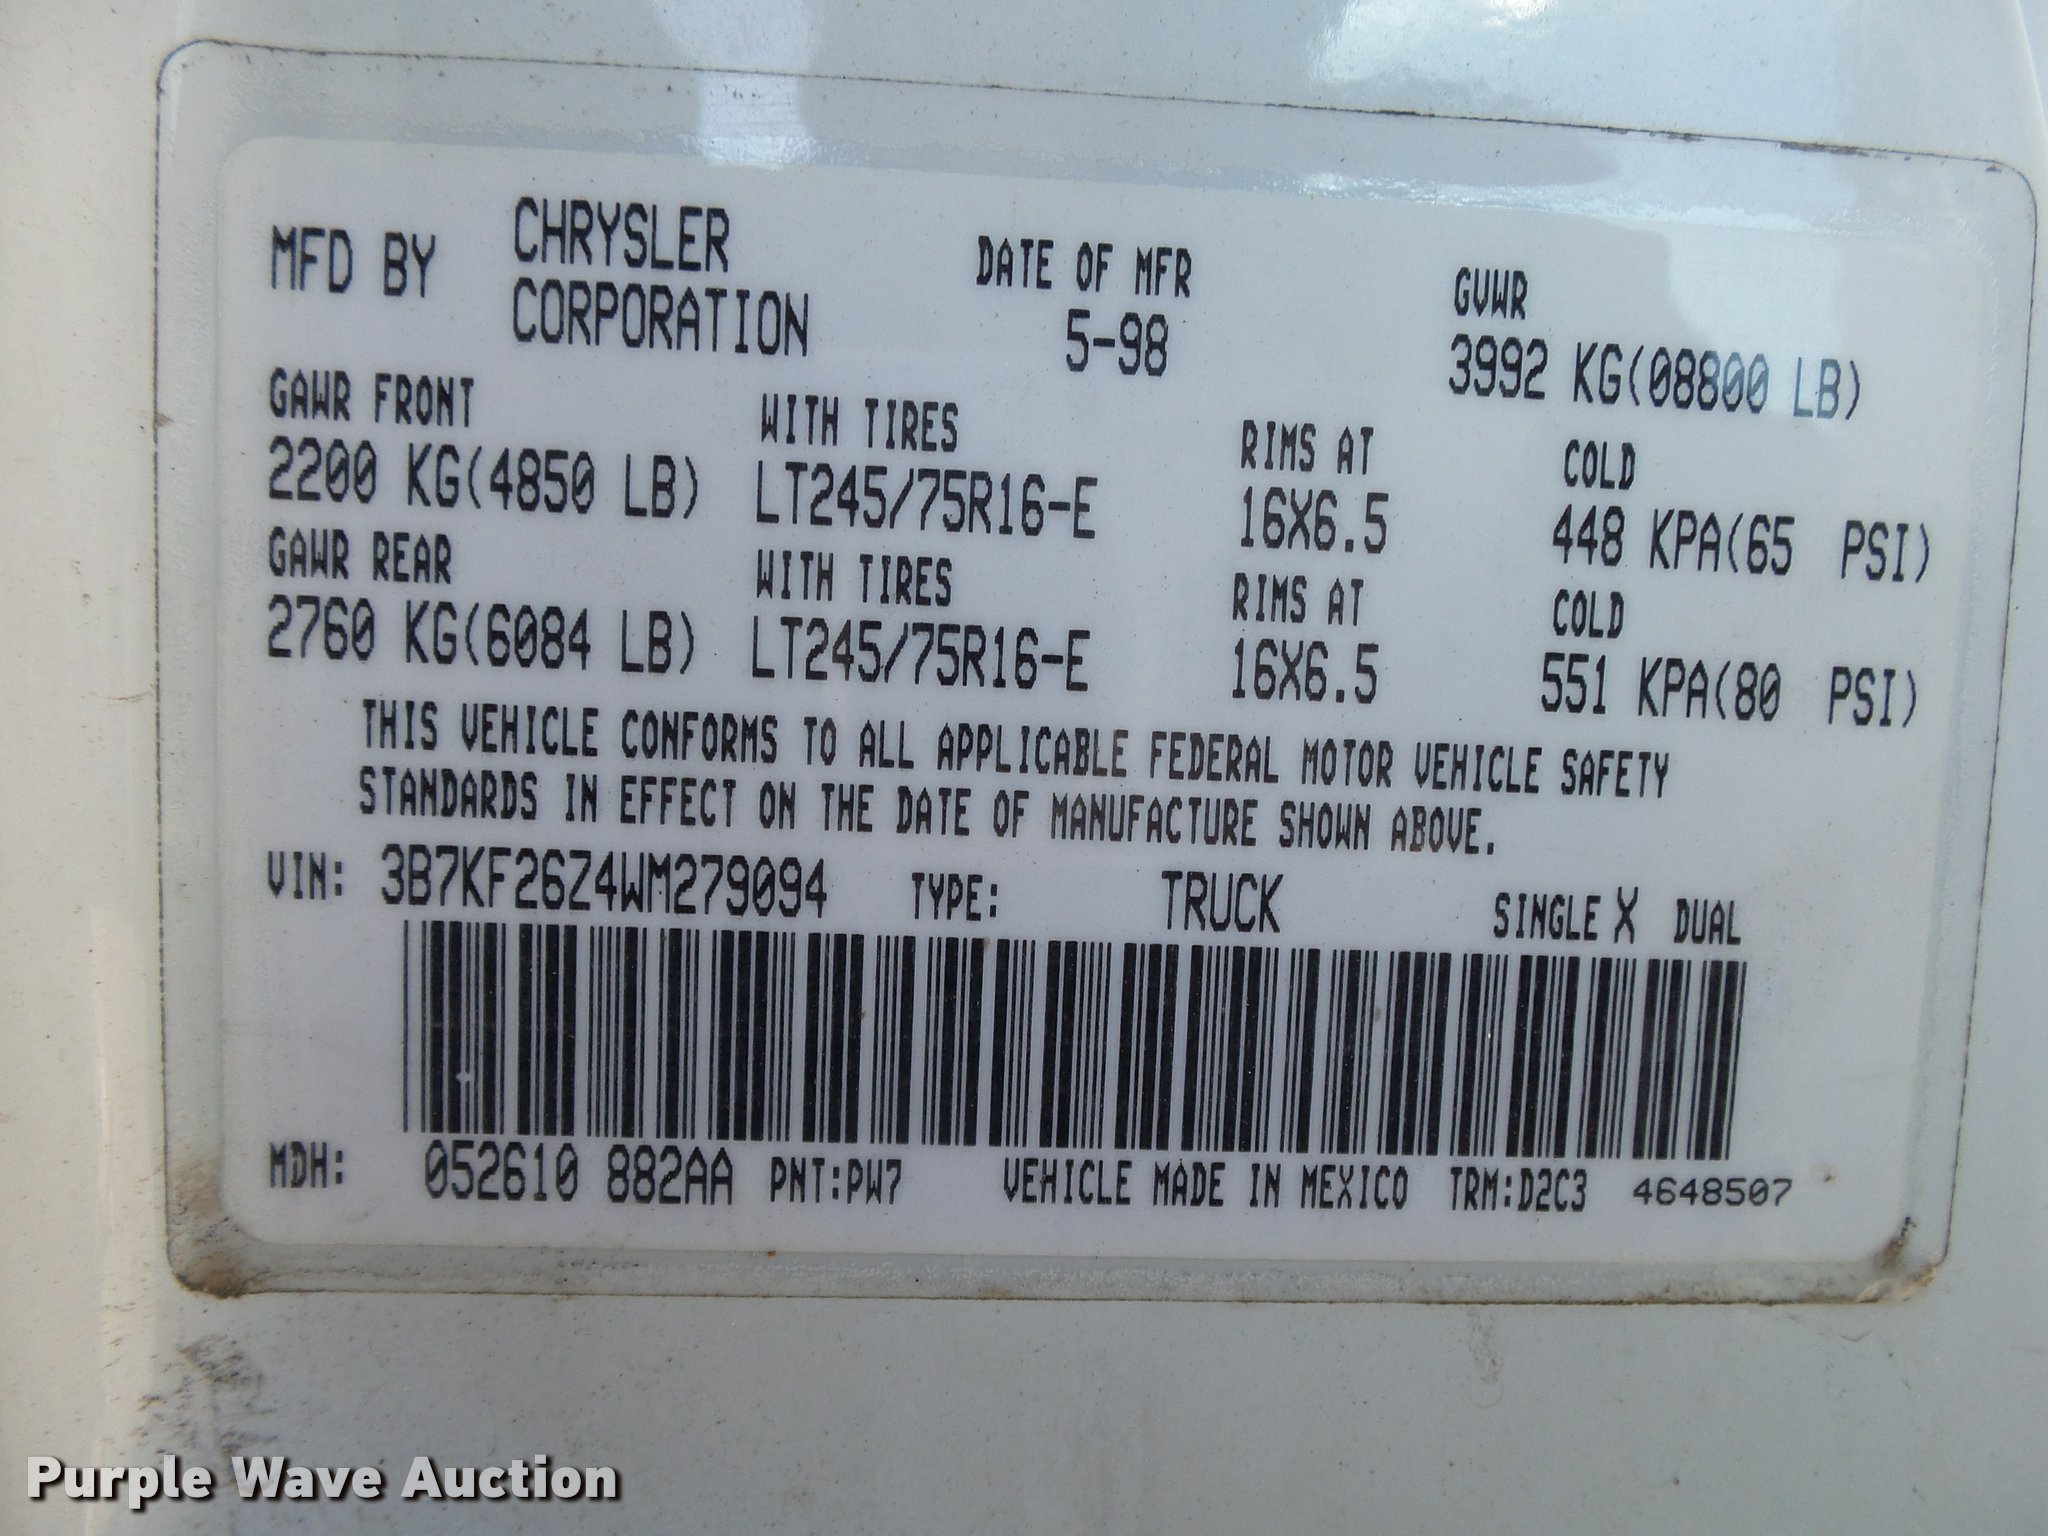 MFD BY CHRYSLER CORPORATION DATE OF MFR 5-98 GVWR 3992 KG(08800 LB)
GAWR FRONT WITH TIRES RIMS AT COLD
2200 KG(4850 LB) LT245/75R16-E 16X6.5 448 KPA(65 PSI)
GAWR REAR WITH TIRES RIMS AT COLD
2760 KG(6084 LB) LT245/75R16-E 16X6.5 551 KPA(80 PSI)
THIS VEHICLE CONFORMS TO ALL APPLICABLE FEDERAL MOTOR VEHICLE SAFETY
STANDARDS IN EFFECT ON THE DATE OF MANUFACTURE SHOWN ABOVE.
VIN: 3B7KF26Z4WM279094 TYPE: TRUCK SINGLE X DUAL
MDH: 052610 882AA PNT:PW7 VEHICLE MADE IN MEXICO TRM:D2C3 4648507
Purple Wave Auction